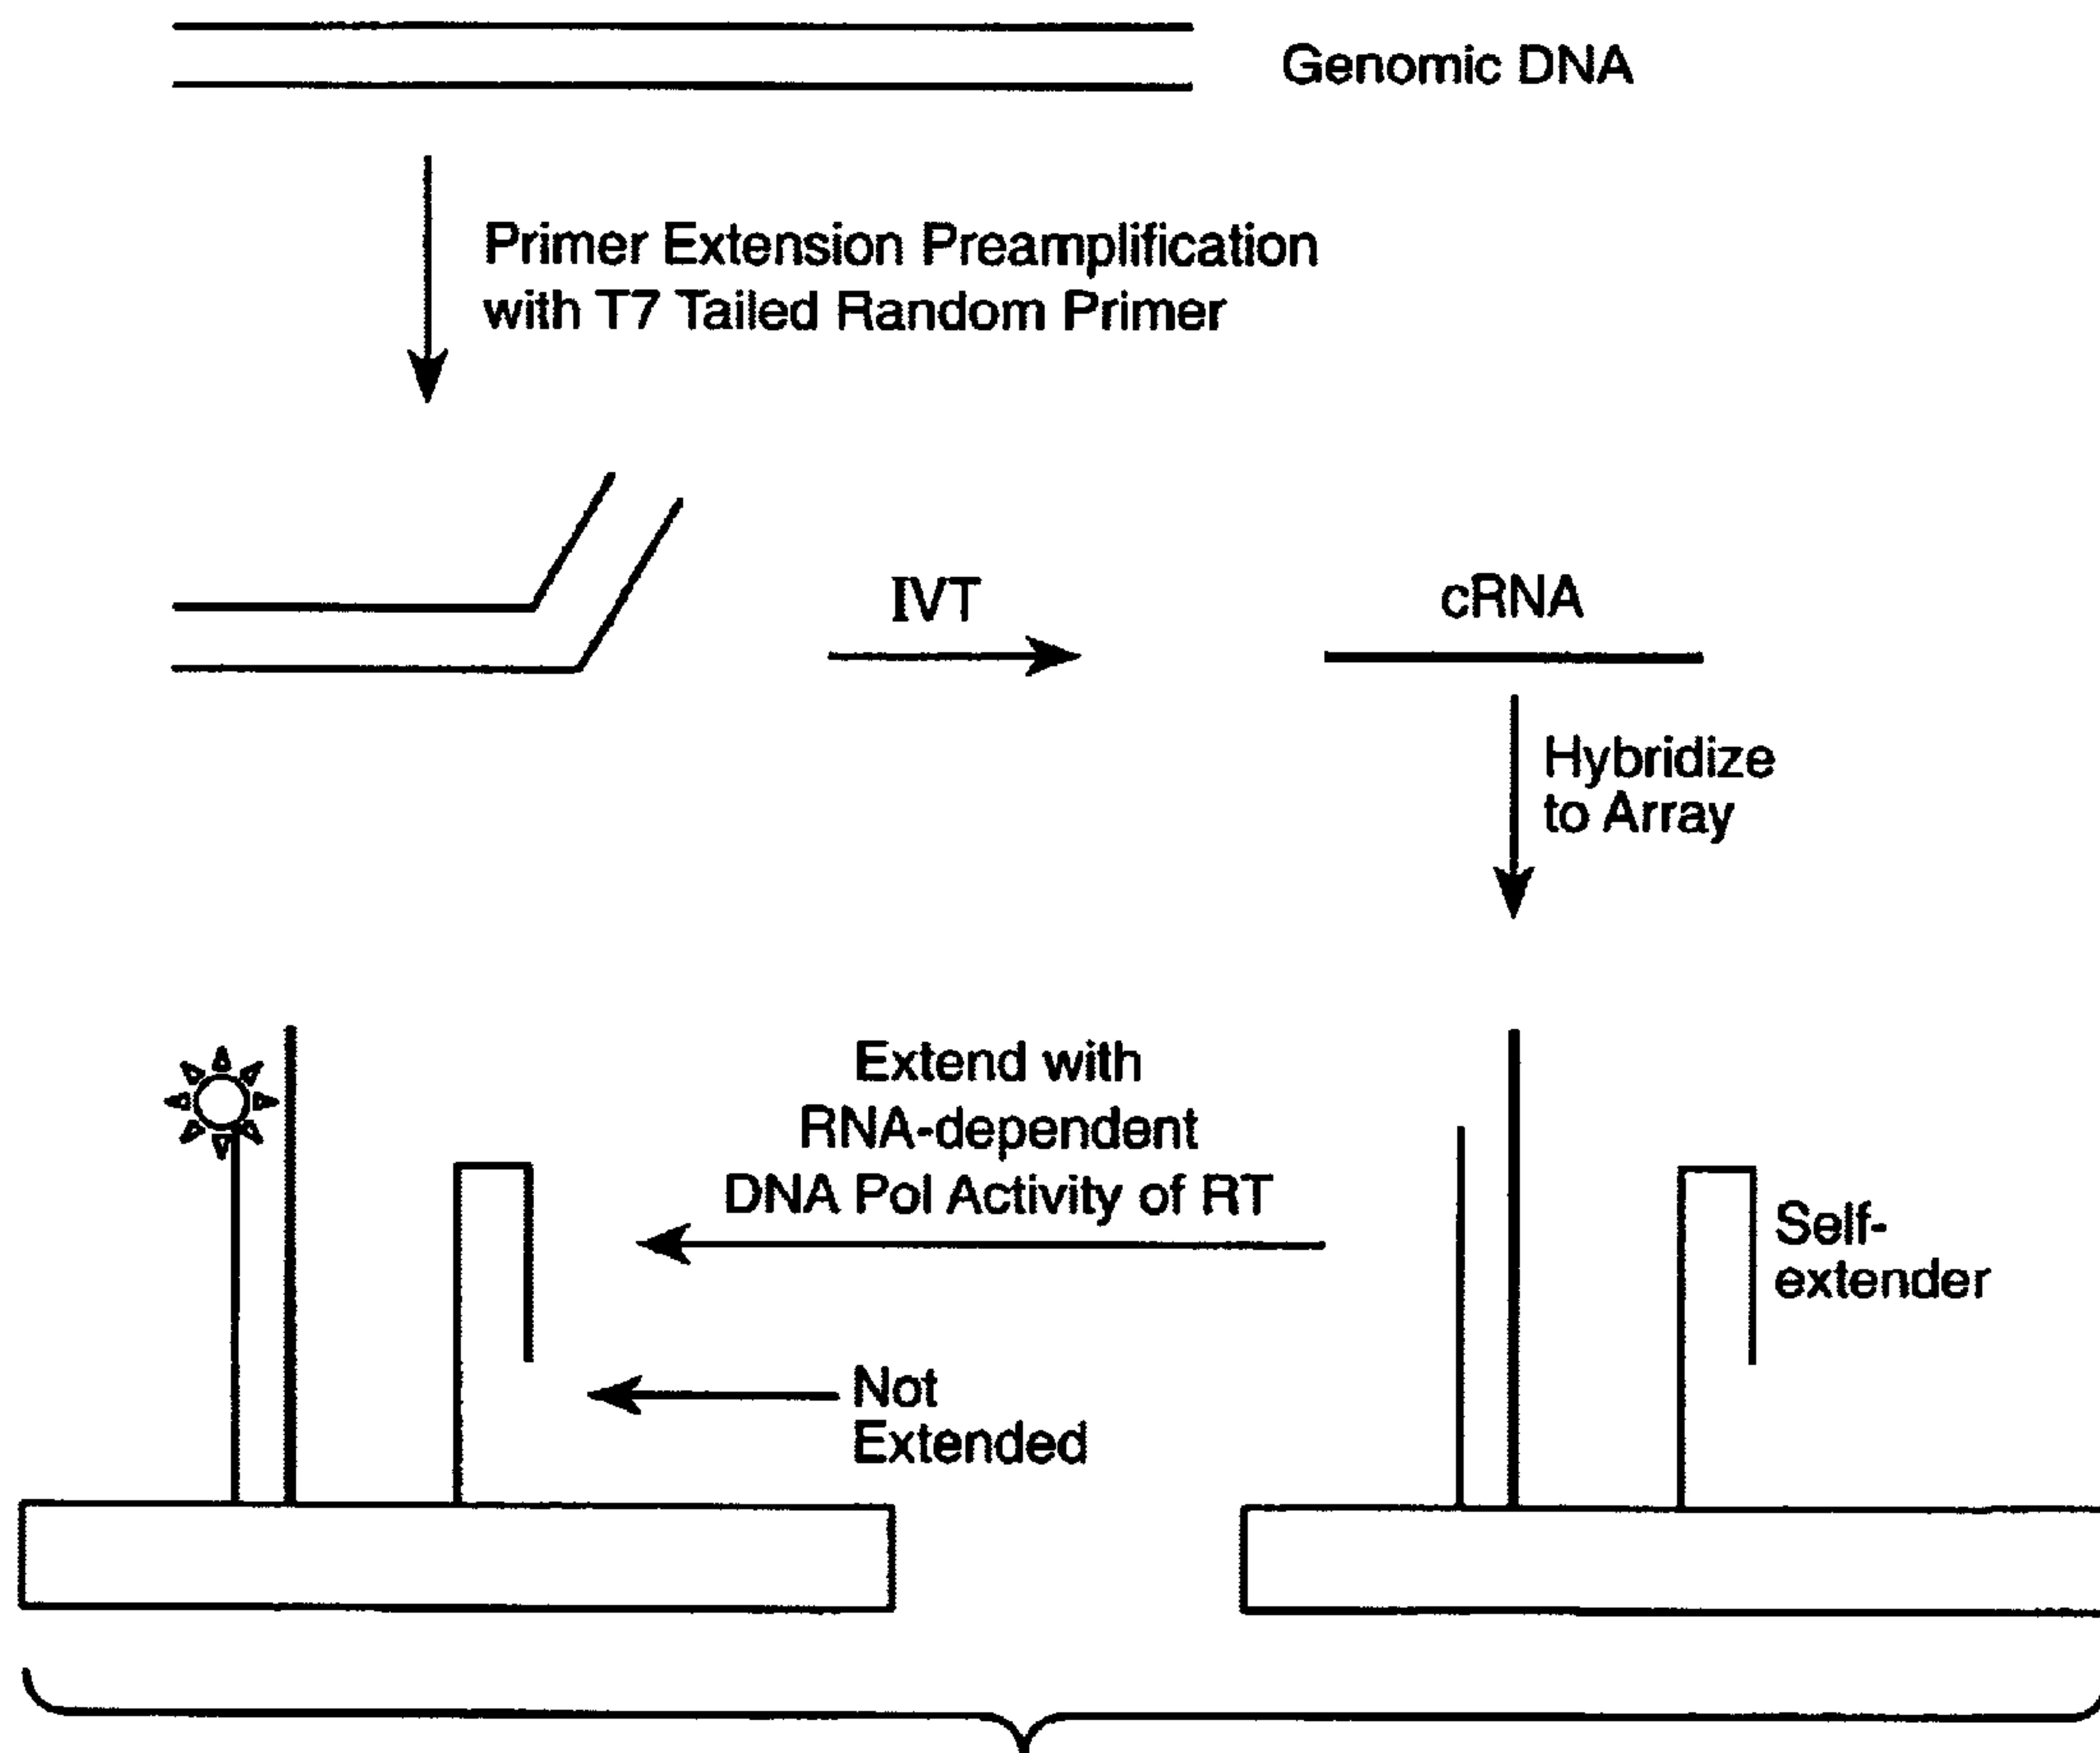 Genomic DNA
Primer Extension Preamplification
with T7 Tailed Random Primer
IVT
cRNA
Hybridize
to Array
Extend with
RNA-dependent
DNA Pol Activity of RT
Self-
extender
Not
Extended